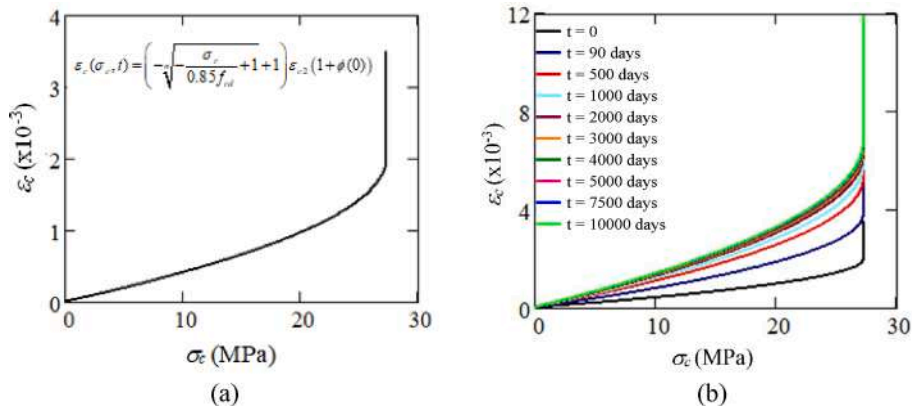 4
3
2
1
0
εc (x10-3)
εc(σc,t) = (-n√(-σc/0.85fcd+1)+1)εc2(1+ϕ(0))
0 10 20 30
σc (MPa)
(a)
12
8
4
0
εc (x10-3)
t = 0
t = 90 days
t = 500 days
t = 1000 days
t = 2000 days
t = 3000 days
t = 4000 days
t = 5000 days
t = 7500 days
t = 10000 days
0 10 20 30
σc (MPa)
(b)